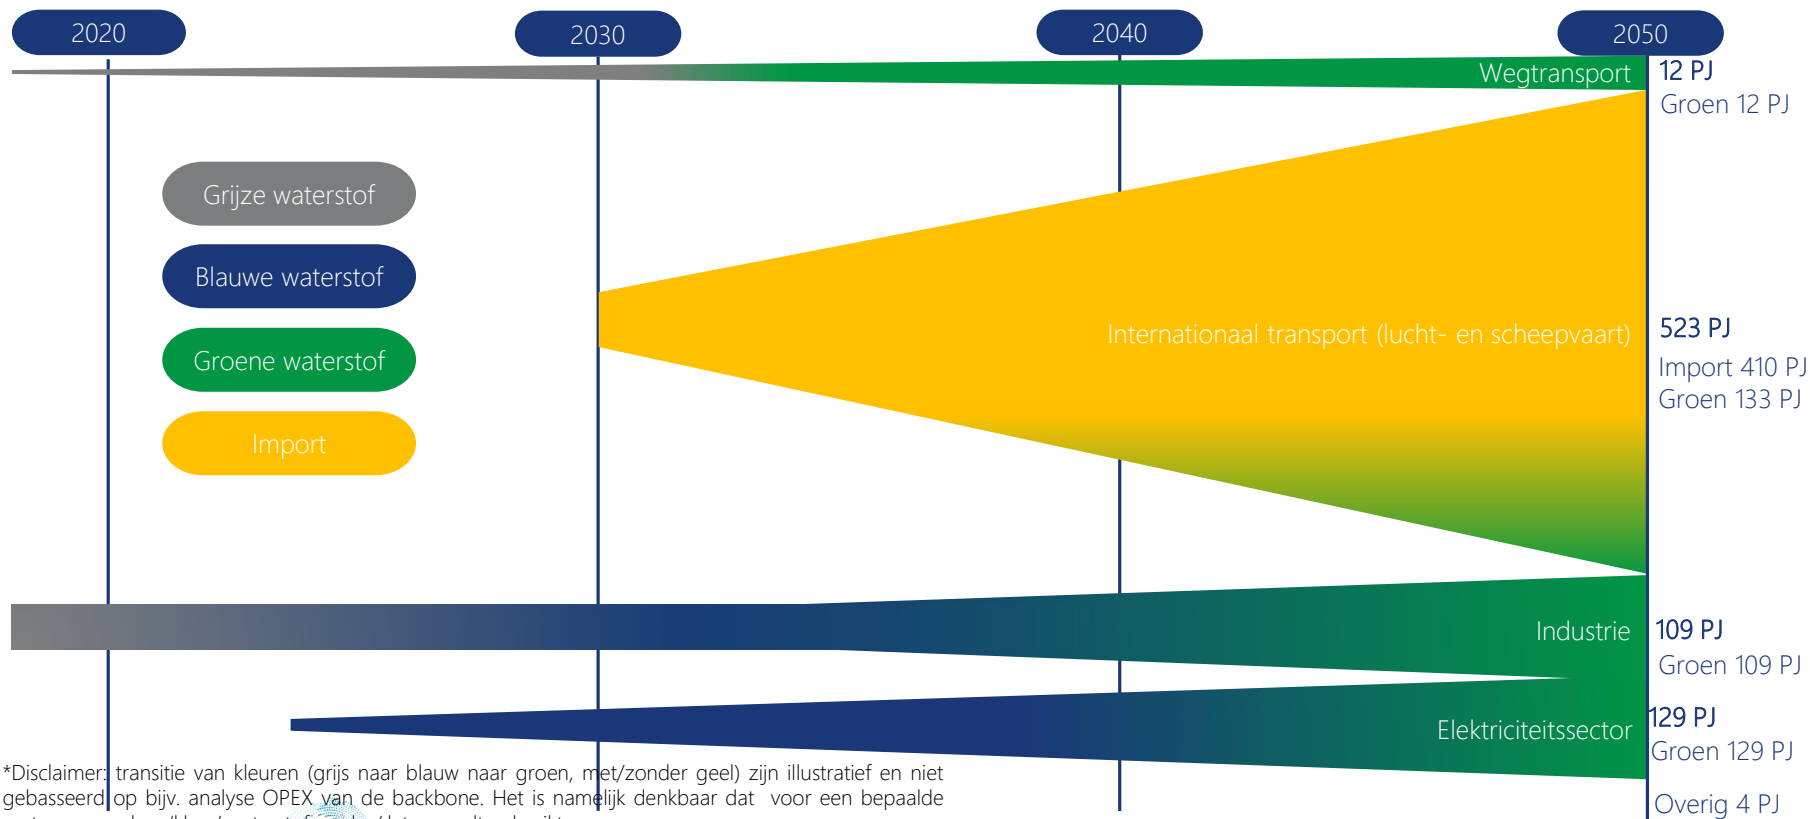 2020
2030
2040
2050
Wegtransport
12 PJ
Groen 12 PJ
Grijze waterstof
Blauwe waterstof
Groene waterstof
Import
Internationaal transport (lucht- en scheepvaart)
523 PJ
Import 410 PJ
Groen 133 PJ
Industrie
109 PJ
Groen 109 PJ
Elektriciteitssector
129 PJ
Groen 129 PJ
Overig 4 PJ
*Disclaimer: transitie van kleuren (grijs naar blauw naar groen, met/zonder geel) zijn illustratief en niet
gebasseerd op bijv. analyse OPEX van de backbone. Het is namelijk denkbaar dat voor een bepaalde